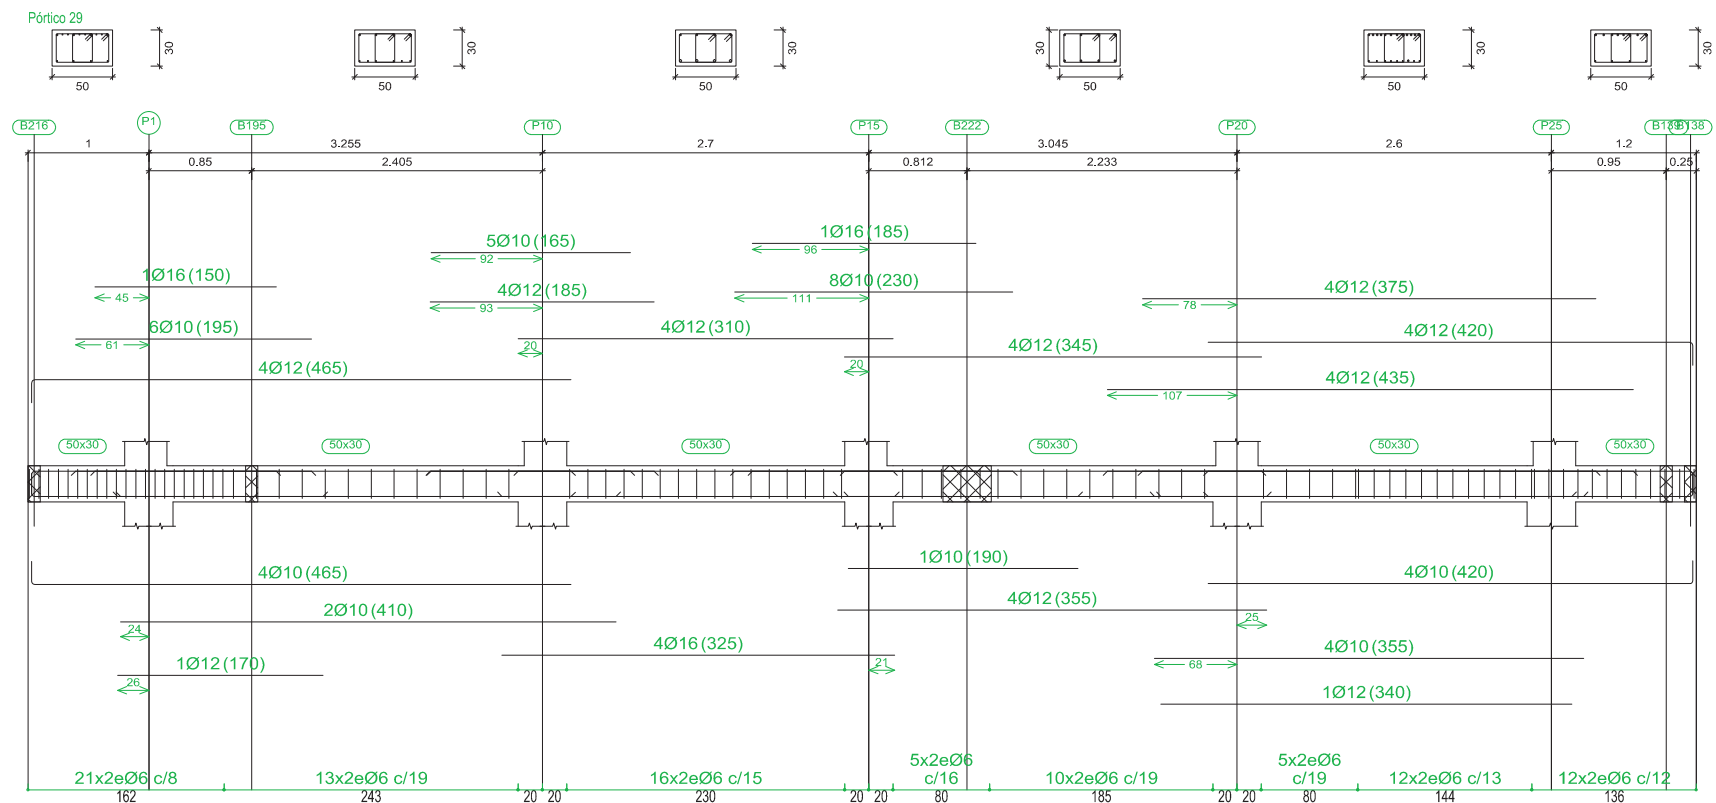 Pórtico 29
30 30 30 30 30 30
50 50 50 50 50 50
B216 P1 B195 P10 P15 B222 P20 P25 B139 B138
1 3.255 2.7 3.045 2.6 1.2
0.85 2.405 0.812 2.233 0.95 0.25
1Ø16 (185)
96
5Ø10 (165)
92
1Ø16 (150)
45
8Ø10 (230)
111
4Ø12 (185)
93
4Ø12 (375)
78
6Ø10 (195)
61
4Ø12 (310)
20
4Ø12 (420)
4Ø12 (345)
20
4Ø12 (465)
4Ø12 (435)
107
50x30 50x30 50x30 50x30 50x30 50x30
1Ø10 (190)
4Ø10 (465)
4Ø10 (420)
4Ø12 (355)
25
2Ø10 (410)
24
4Ø16 (325)
21
4Ø10 (355)
68
1Ø12 (170)
26
1Ø12 (340)
21x2eØ6 c/8 13x2eØ6 c/19 16x2eØ6 c/15 5x2eØ6 c/16 10x2eØ6 c/19 5x2eØ6 c/19 12x2eØ6 c/13 12x2eØ6 c/12
162 243 20 20 230 20 20 80 185 20 20 80 144 136